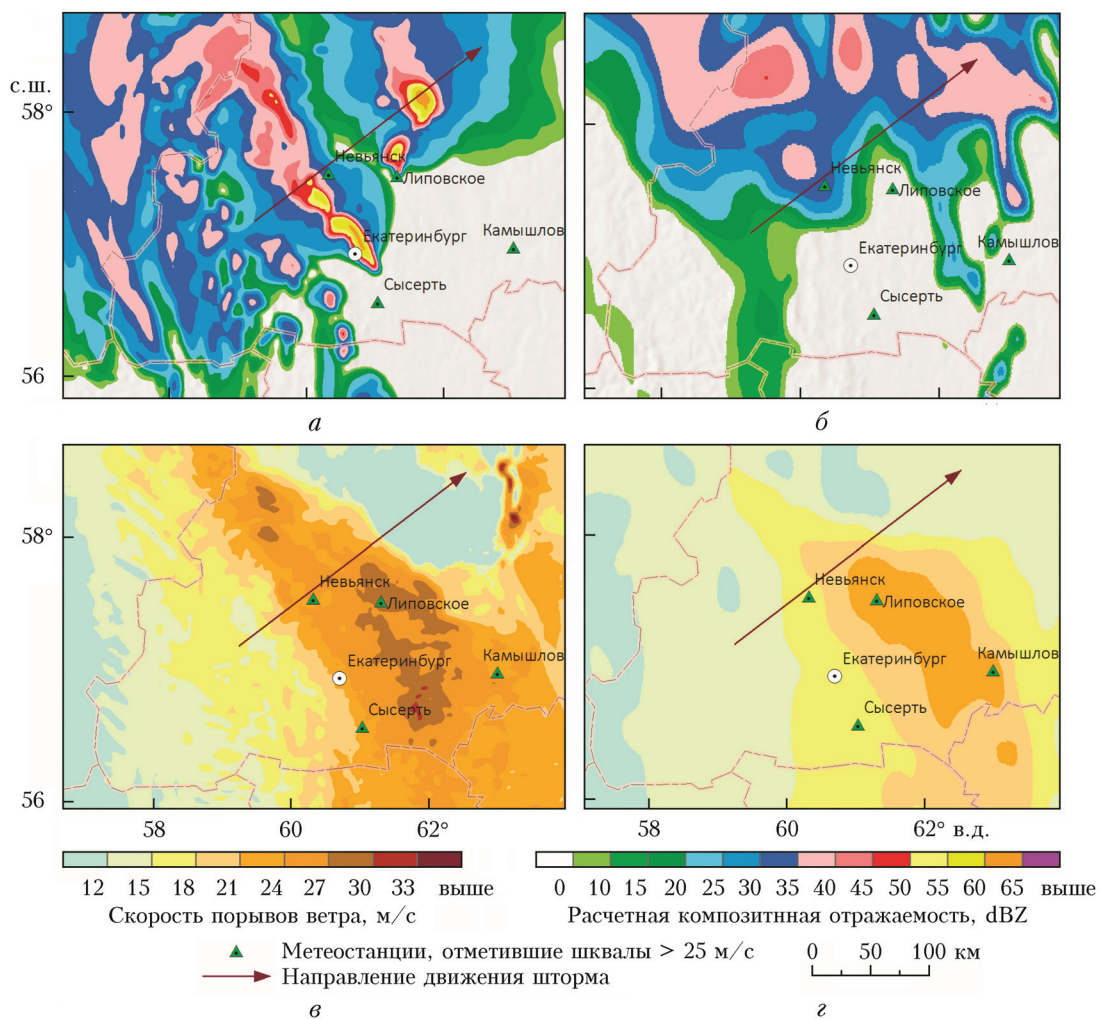 с.ш.
58°
56
Невьянск
Липовское
Камышлов
Екатеринбург
Сысерть
а
Невьянск
Липовское
Камышлов
Екатеринбург
Сысерть
б
58°
56
Невьянск
Липовское
Камышлов
Екатеринбург
Сысерть
58 60 62°
Невьянск
Липовское
Камышлов
Екатеринбург
Сысерть
58 60 62° в.д.
12 15 18 21 24 27 30 33 выше
Скорость порывов ветра, м/с
0 10 15 20 25 30 35 40 45 50 55 60 65 выше
Расчетная композитнная отражаемость, dBZ
Метеостанции, отметившие шквалы > 25 м/с
0 50 100 км
Направление движения шторма
в
г